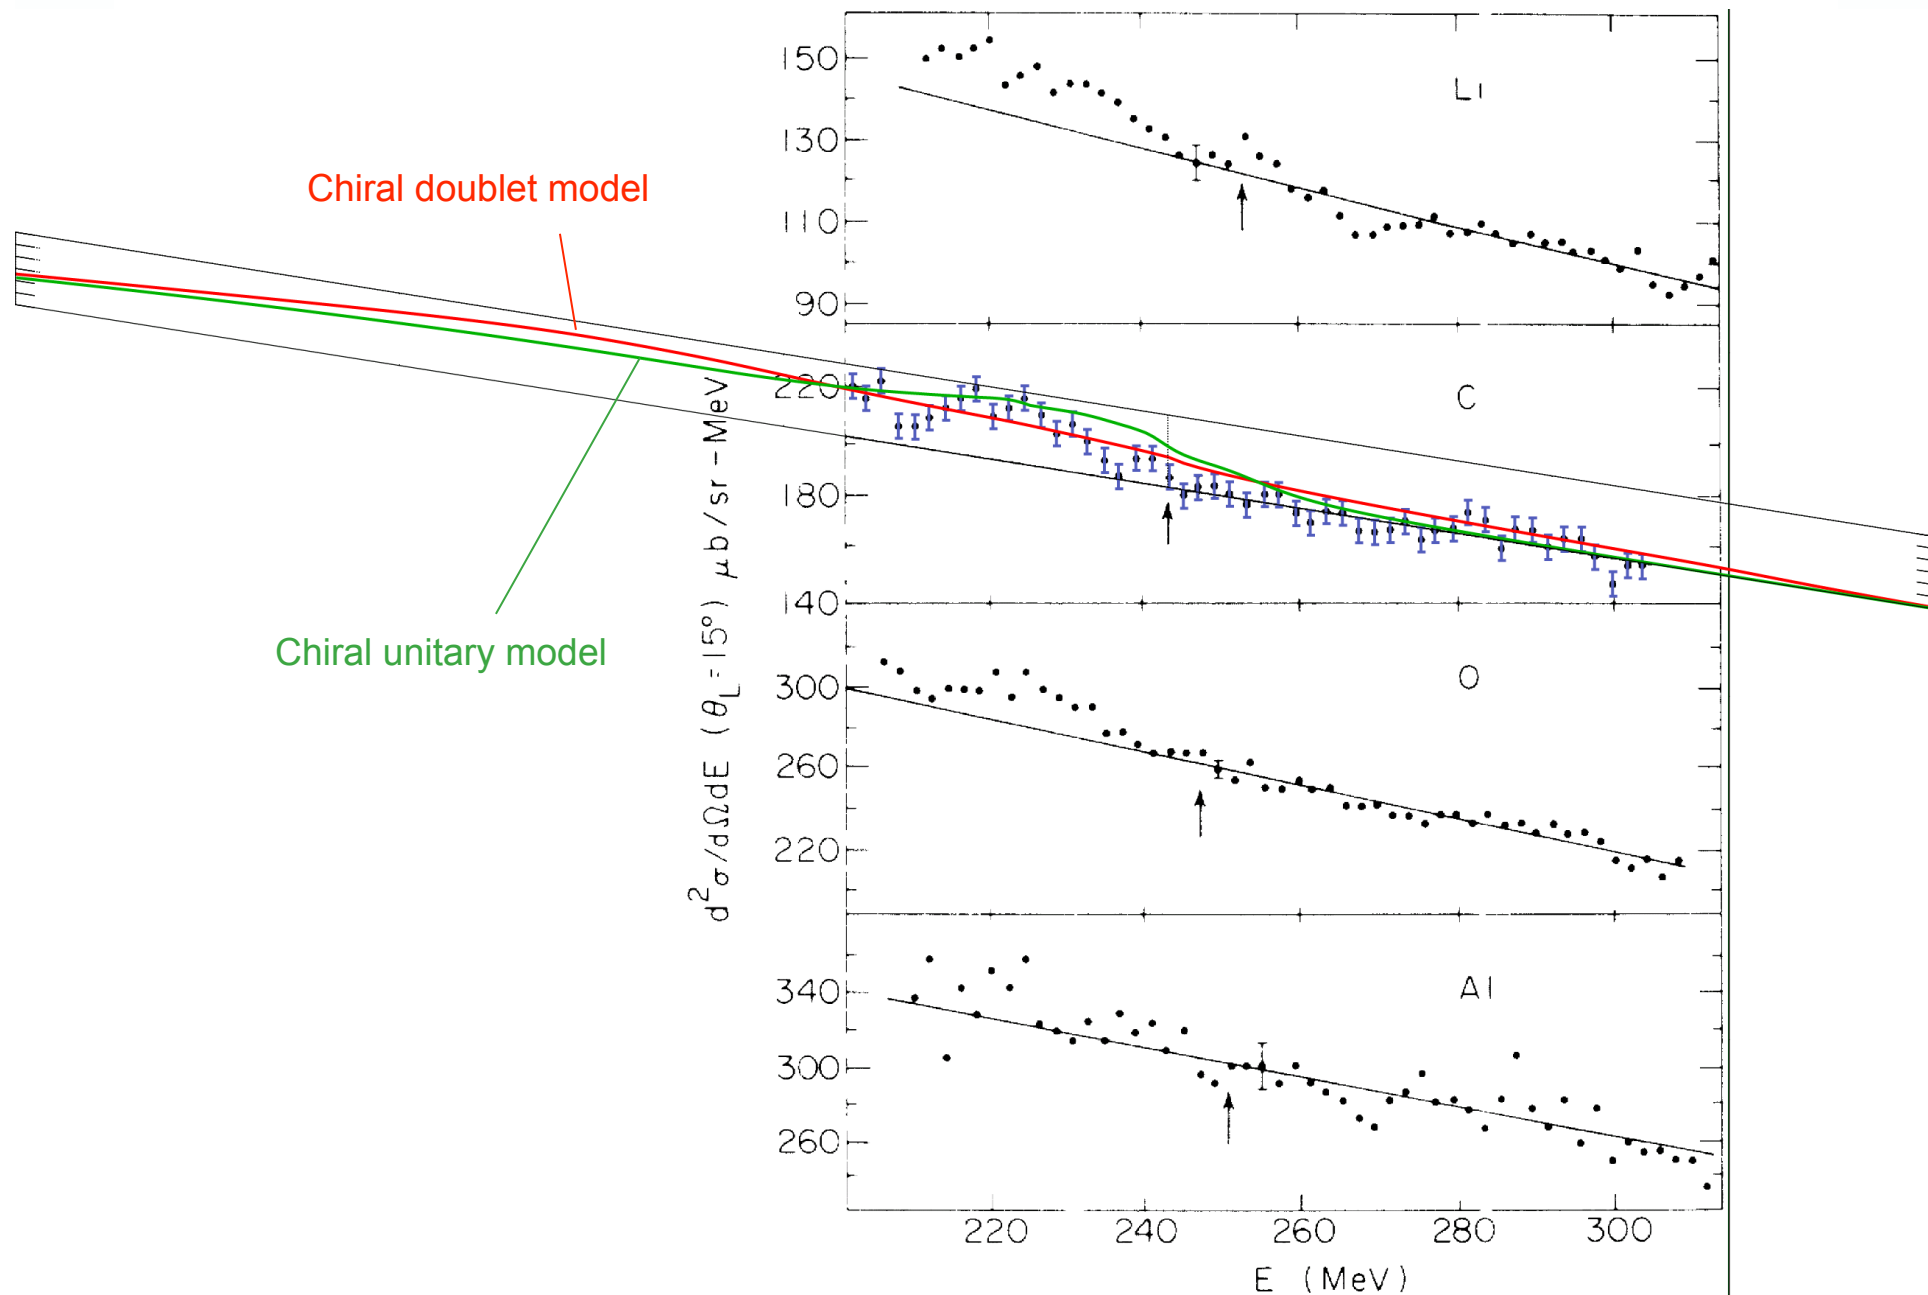 150
130
110
90
Li
Chiral doublet model
220
180
140
C
Chiral unitary model
d²σ/dΩdE (θL=15°) μb/sr-MeV
300
260
220
O
340
300
260
Al
220 240 260 280 300
E (MeV)